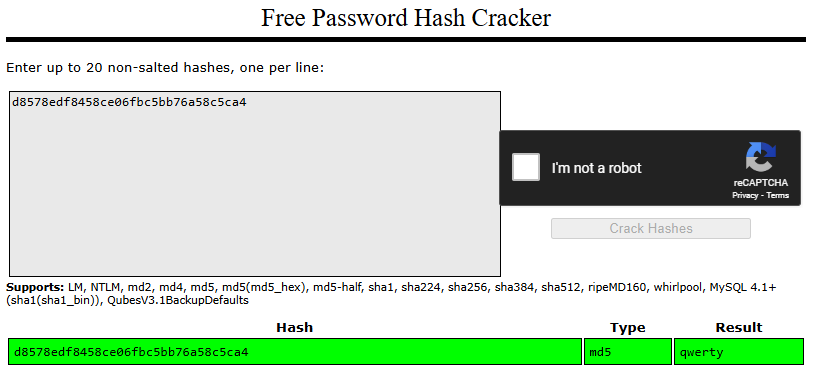 Free Password Hash Cracker
Enter up to 20 non-salted hashes, one per line:
d8578edf8458ce06fbc5bb76a58c5ca4
I'm not a robot
reCAPTCHA
Privacy - Terms
Crack Hashes
Supports: LM, NTLM, md2, md4, md5, md5(md5_hex), md5-half, sha1, sha224, sha256, sha384, sha512, ripeMD160, whirlpool, MySQL 4.1+
(sha1(sha1_bin)), QubesV3.1BackupDefaults
Hash Type Result
d8578edf8458ce06fbc5bb76a58c5ca4 md5 qwerty